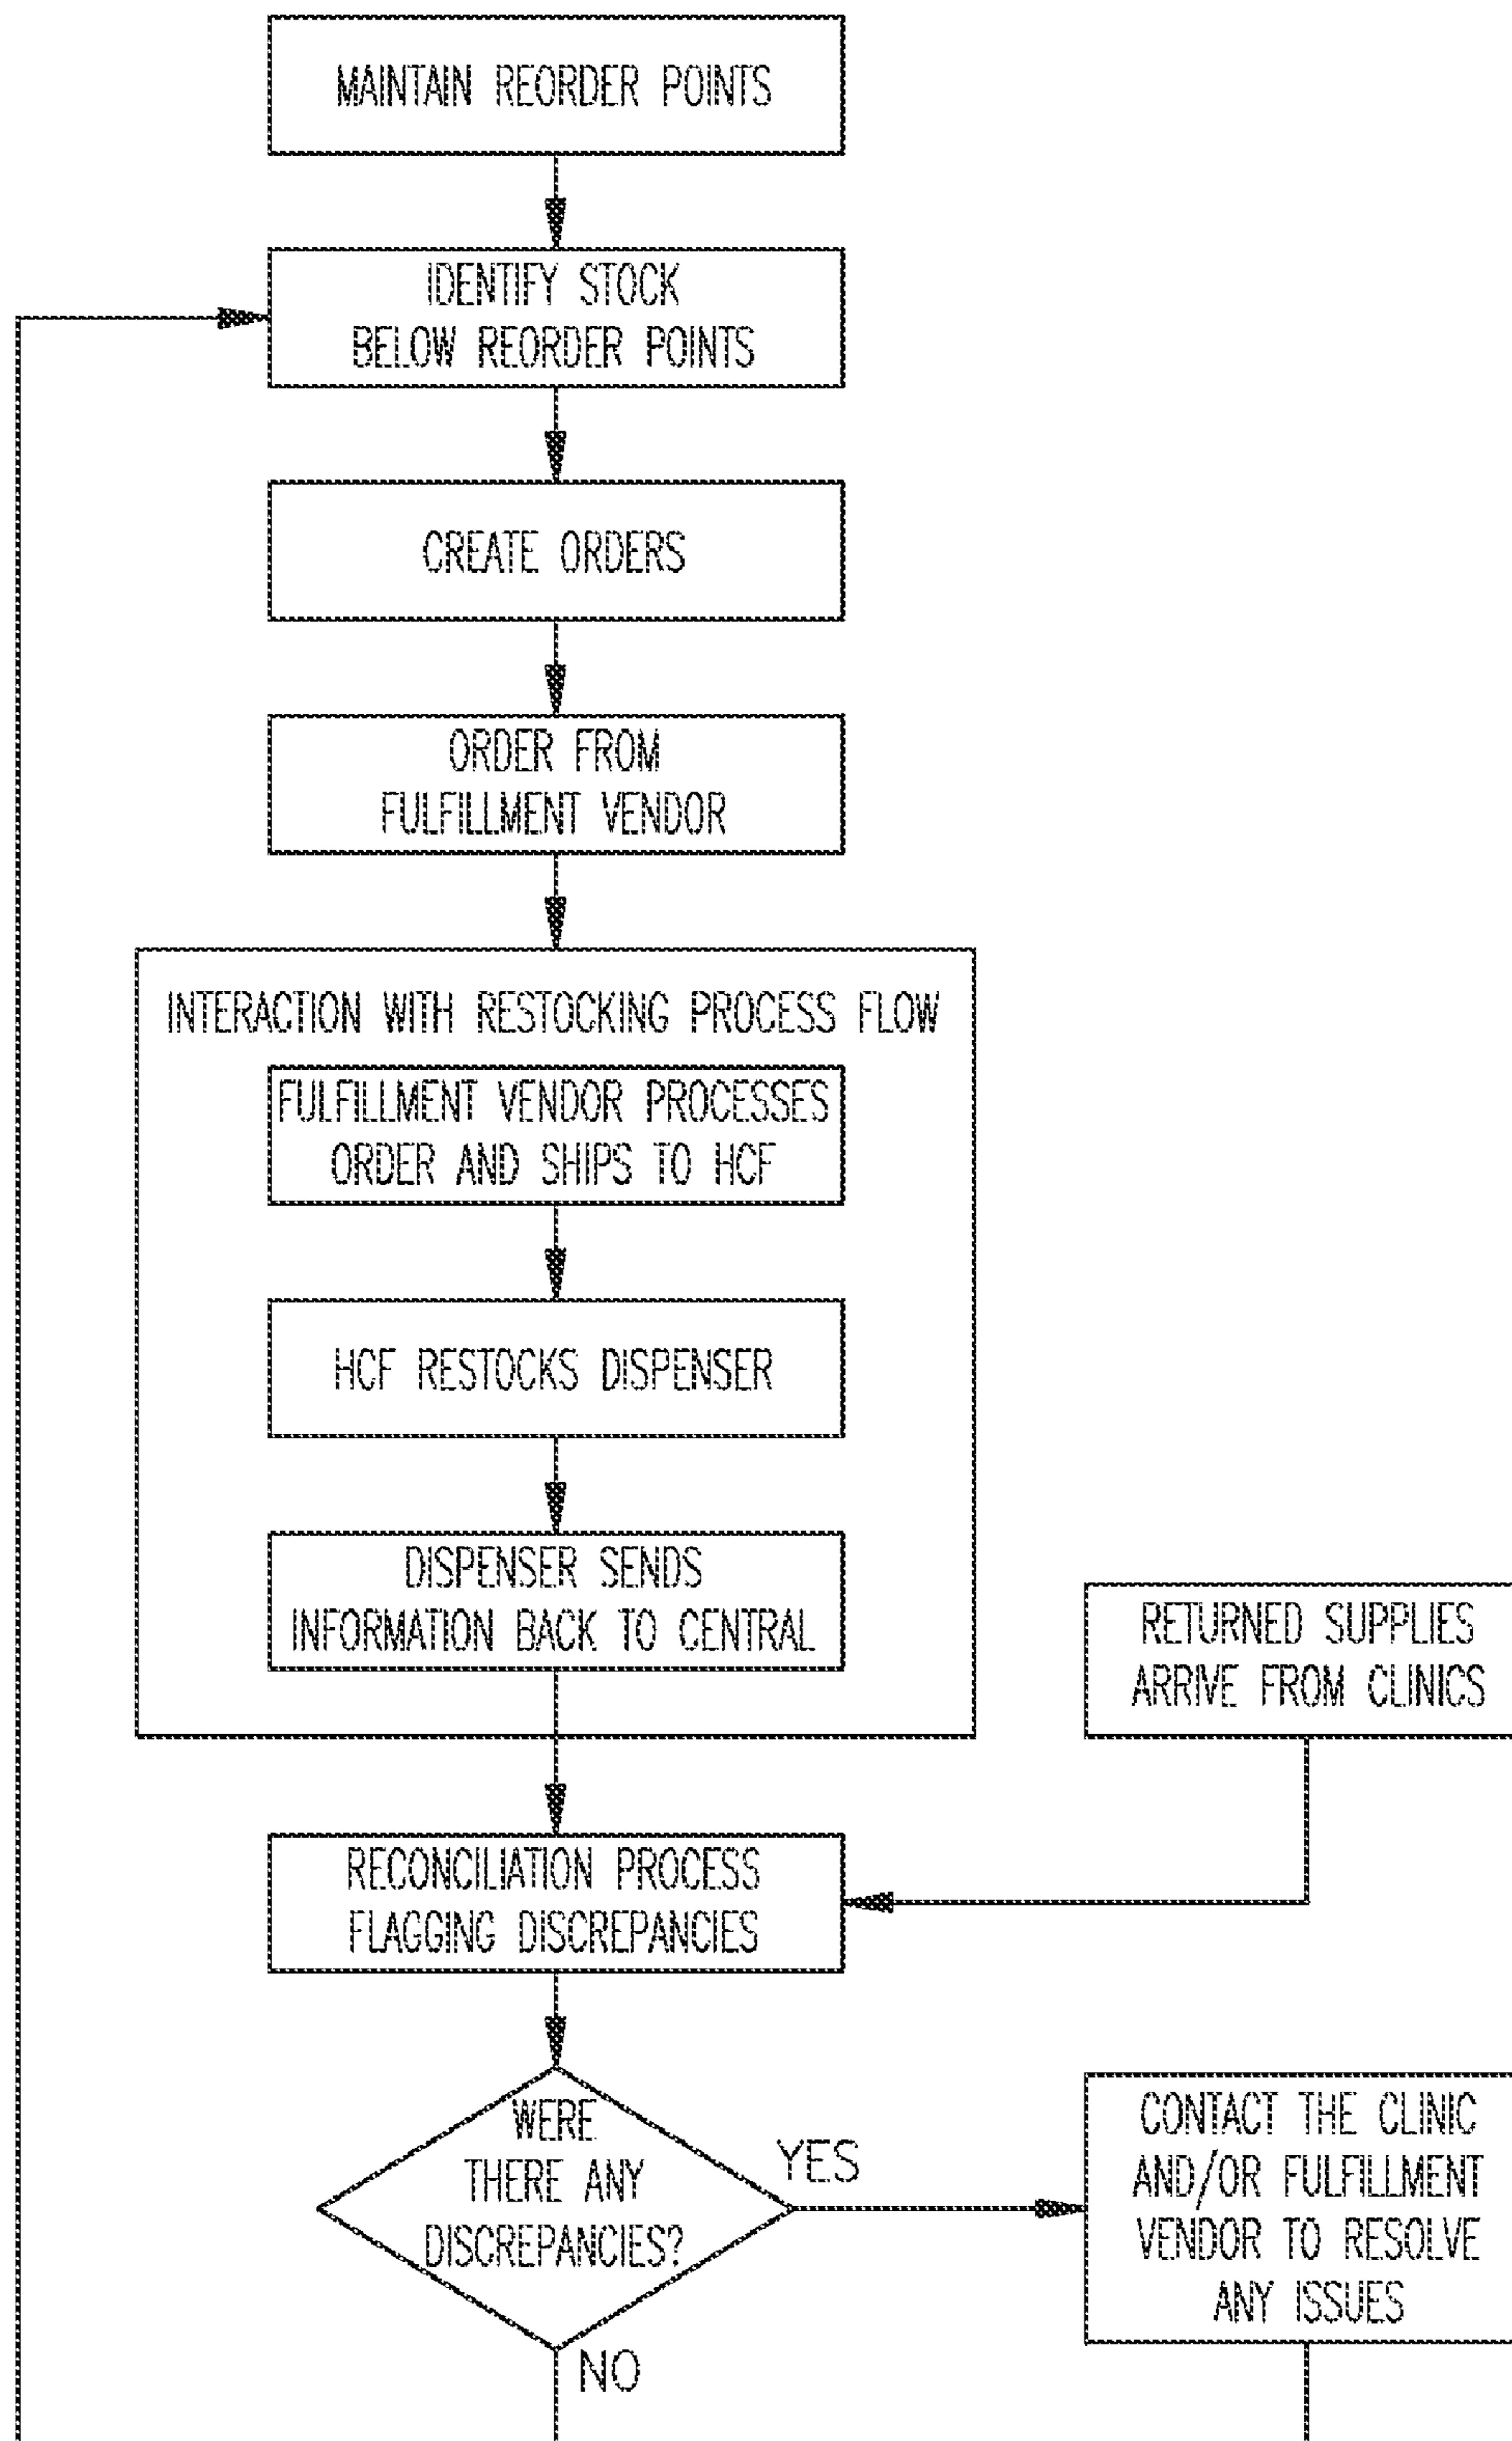 MAINTAIN REORDER POINTS
IDENTIFY STOCK
BELOW REORDER POINTS
CREATE ORDERS
ORDER FROM
FULFILLMENT VENDOR
INTERACTION WITH RESTOCKING PROCESS FLOW
FULFILLMENT VENDOR PROCESSES
ORDER AND SHIPS TO HCF
HCF RESTOCKS DISPENSER
DISPENSER SENDS
INFORMATION BACK TO CENTRAL
RETURNED SUPPLIES
ARRIVE FROM CLINICS
RECONCILIATION PROCESS
FLAGGING DISCREPANCIES
WERE
THERE ANY
DISCREPANCIES?
YES
CONTACT THE CLINIC
AND/OR FULFILLMENT
VENDOR TO RESOLVE
ANY ISSUES
NO